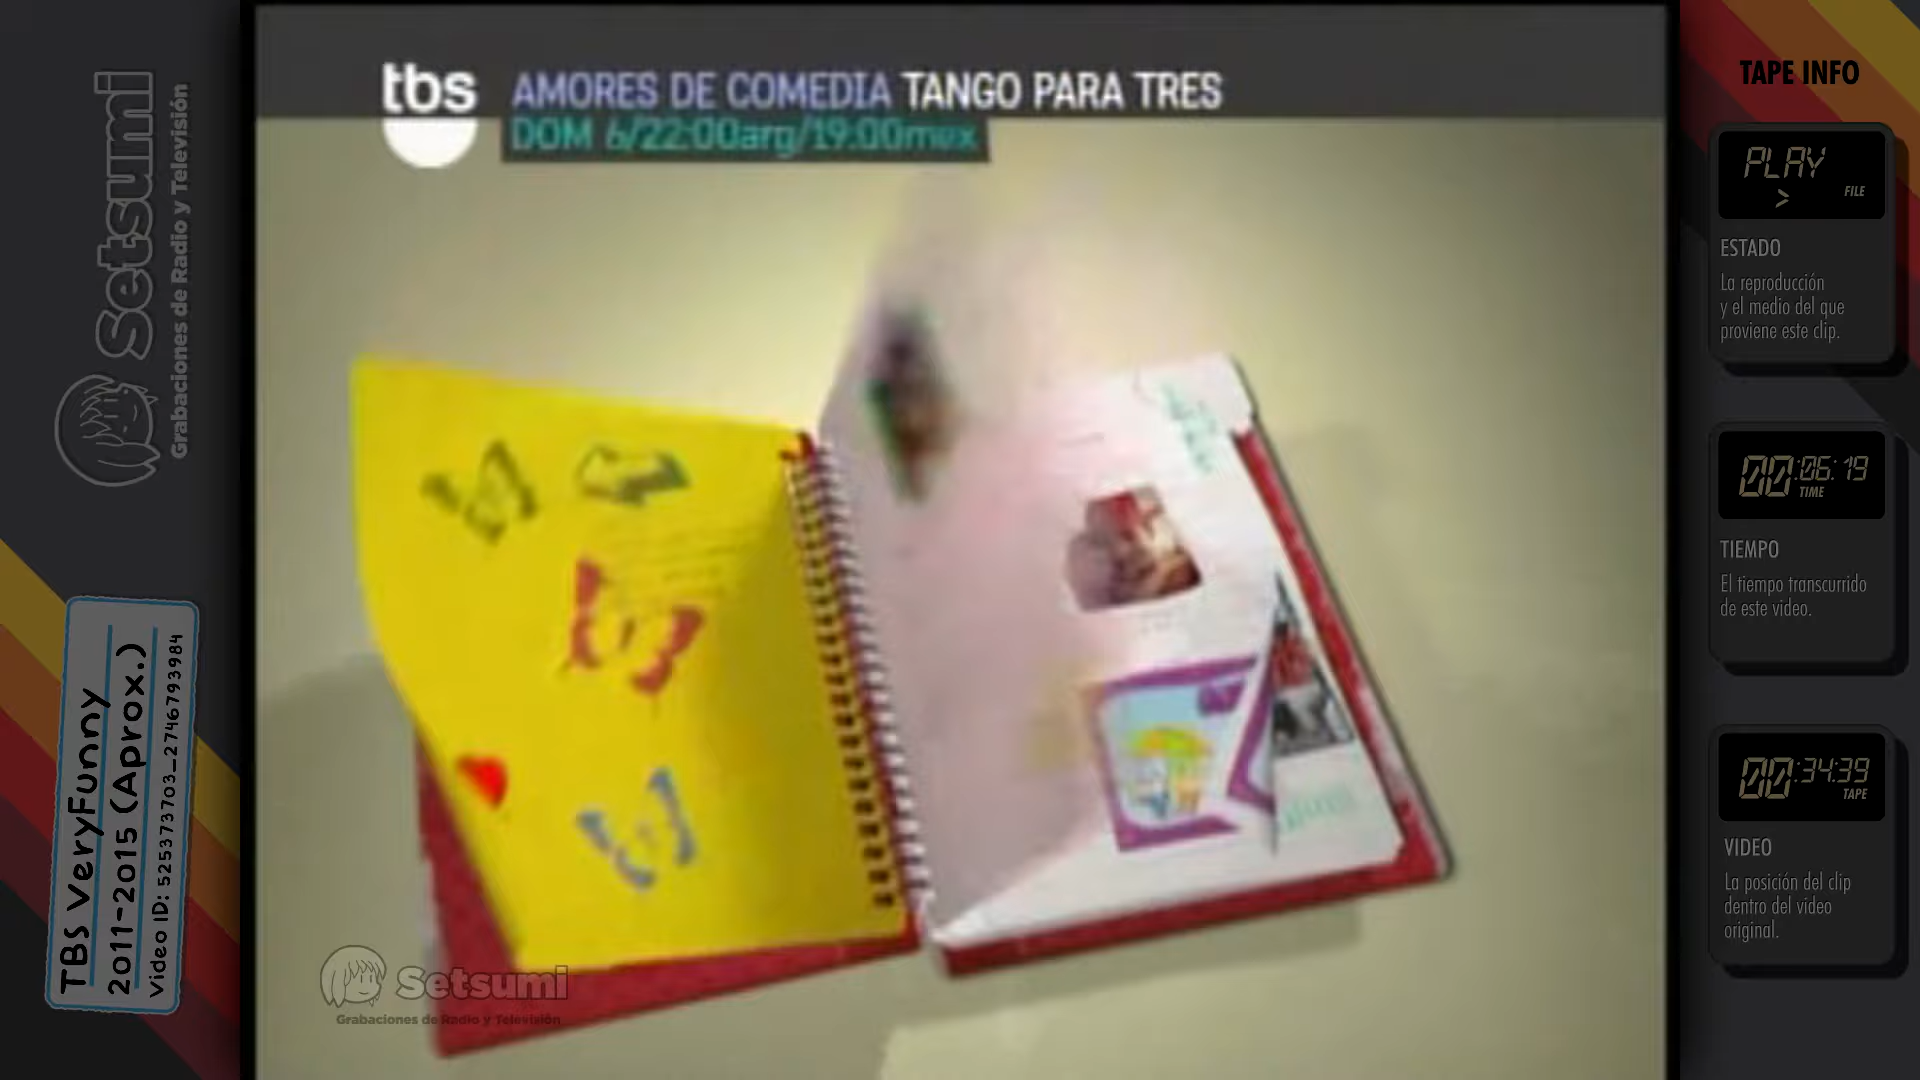 tbs
AMORES DE COMEDIA TANGO PARA TRES
DOM 6/22:00arg/19:00mex
Setsumi
Grabaciones de Radio y Televisión
TBS VeryFunny
2011-2015 (Aprox.)
Video ID: 525373703_2746793984
Setsumi
Grabaciones de Radio y Televisión
TAPE INFO
PLAY
>
FILE
ESTADO
La reproducción
y el medio del que
proviene este clip.
00:06:19
TIME
TIEMPO
El tiempo transcurrido
de este video.
00:34:39
TAPE
VIDEO
La posición del clip
dentro del video
original.